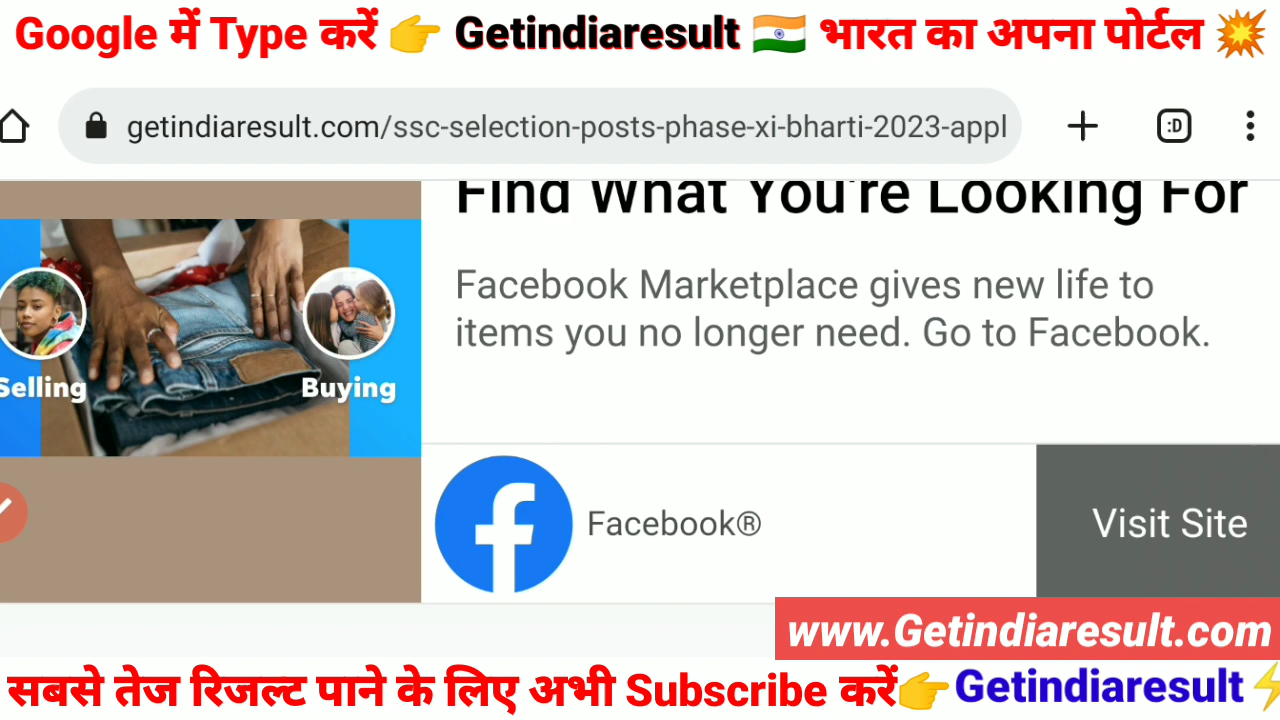 Google में Type करें 👉 Getindiaresult 🇮🇳 भारत का अपना पोर्टल 💥
getindiaresult.com/ssc-selection-posts-phase-xi-bharti-2023-appl
:D
Find What You're Looking For
Facebook Marketplace gives new life to
items you no longer need. Go to Facebook.
Selling
Buying
Facebook®
Visit Site
www.Getindiaresult.com
सबसे तेज रिजल्ट पाने के लिए अभी Subscribe करें👉Getindiaresult⚡